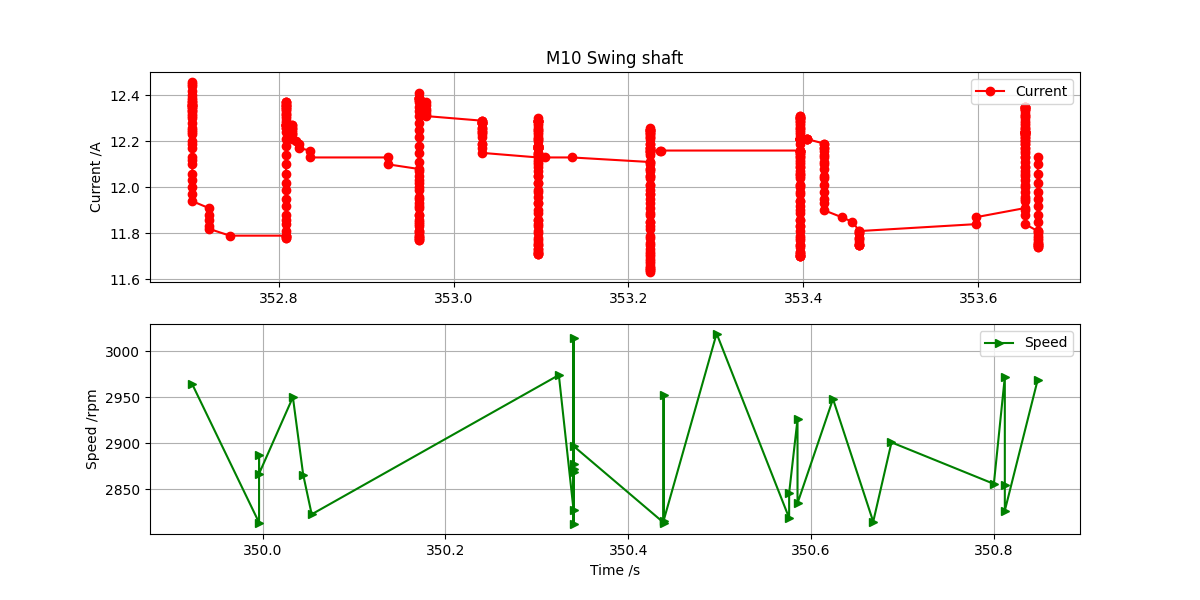 M10 Swing shaft
Current /A
12.4
12.2
12.0
11.8
11.6
Current
352.8 353.0 353.2 353.4 353.6
Speed /rpm
3000
2950
2900
2850
Speed
350.0 350.2 350.4 350.6 350.8
Time /s